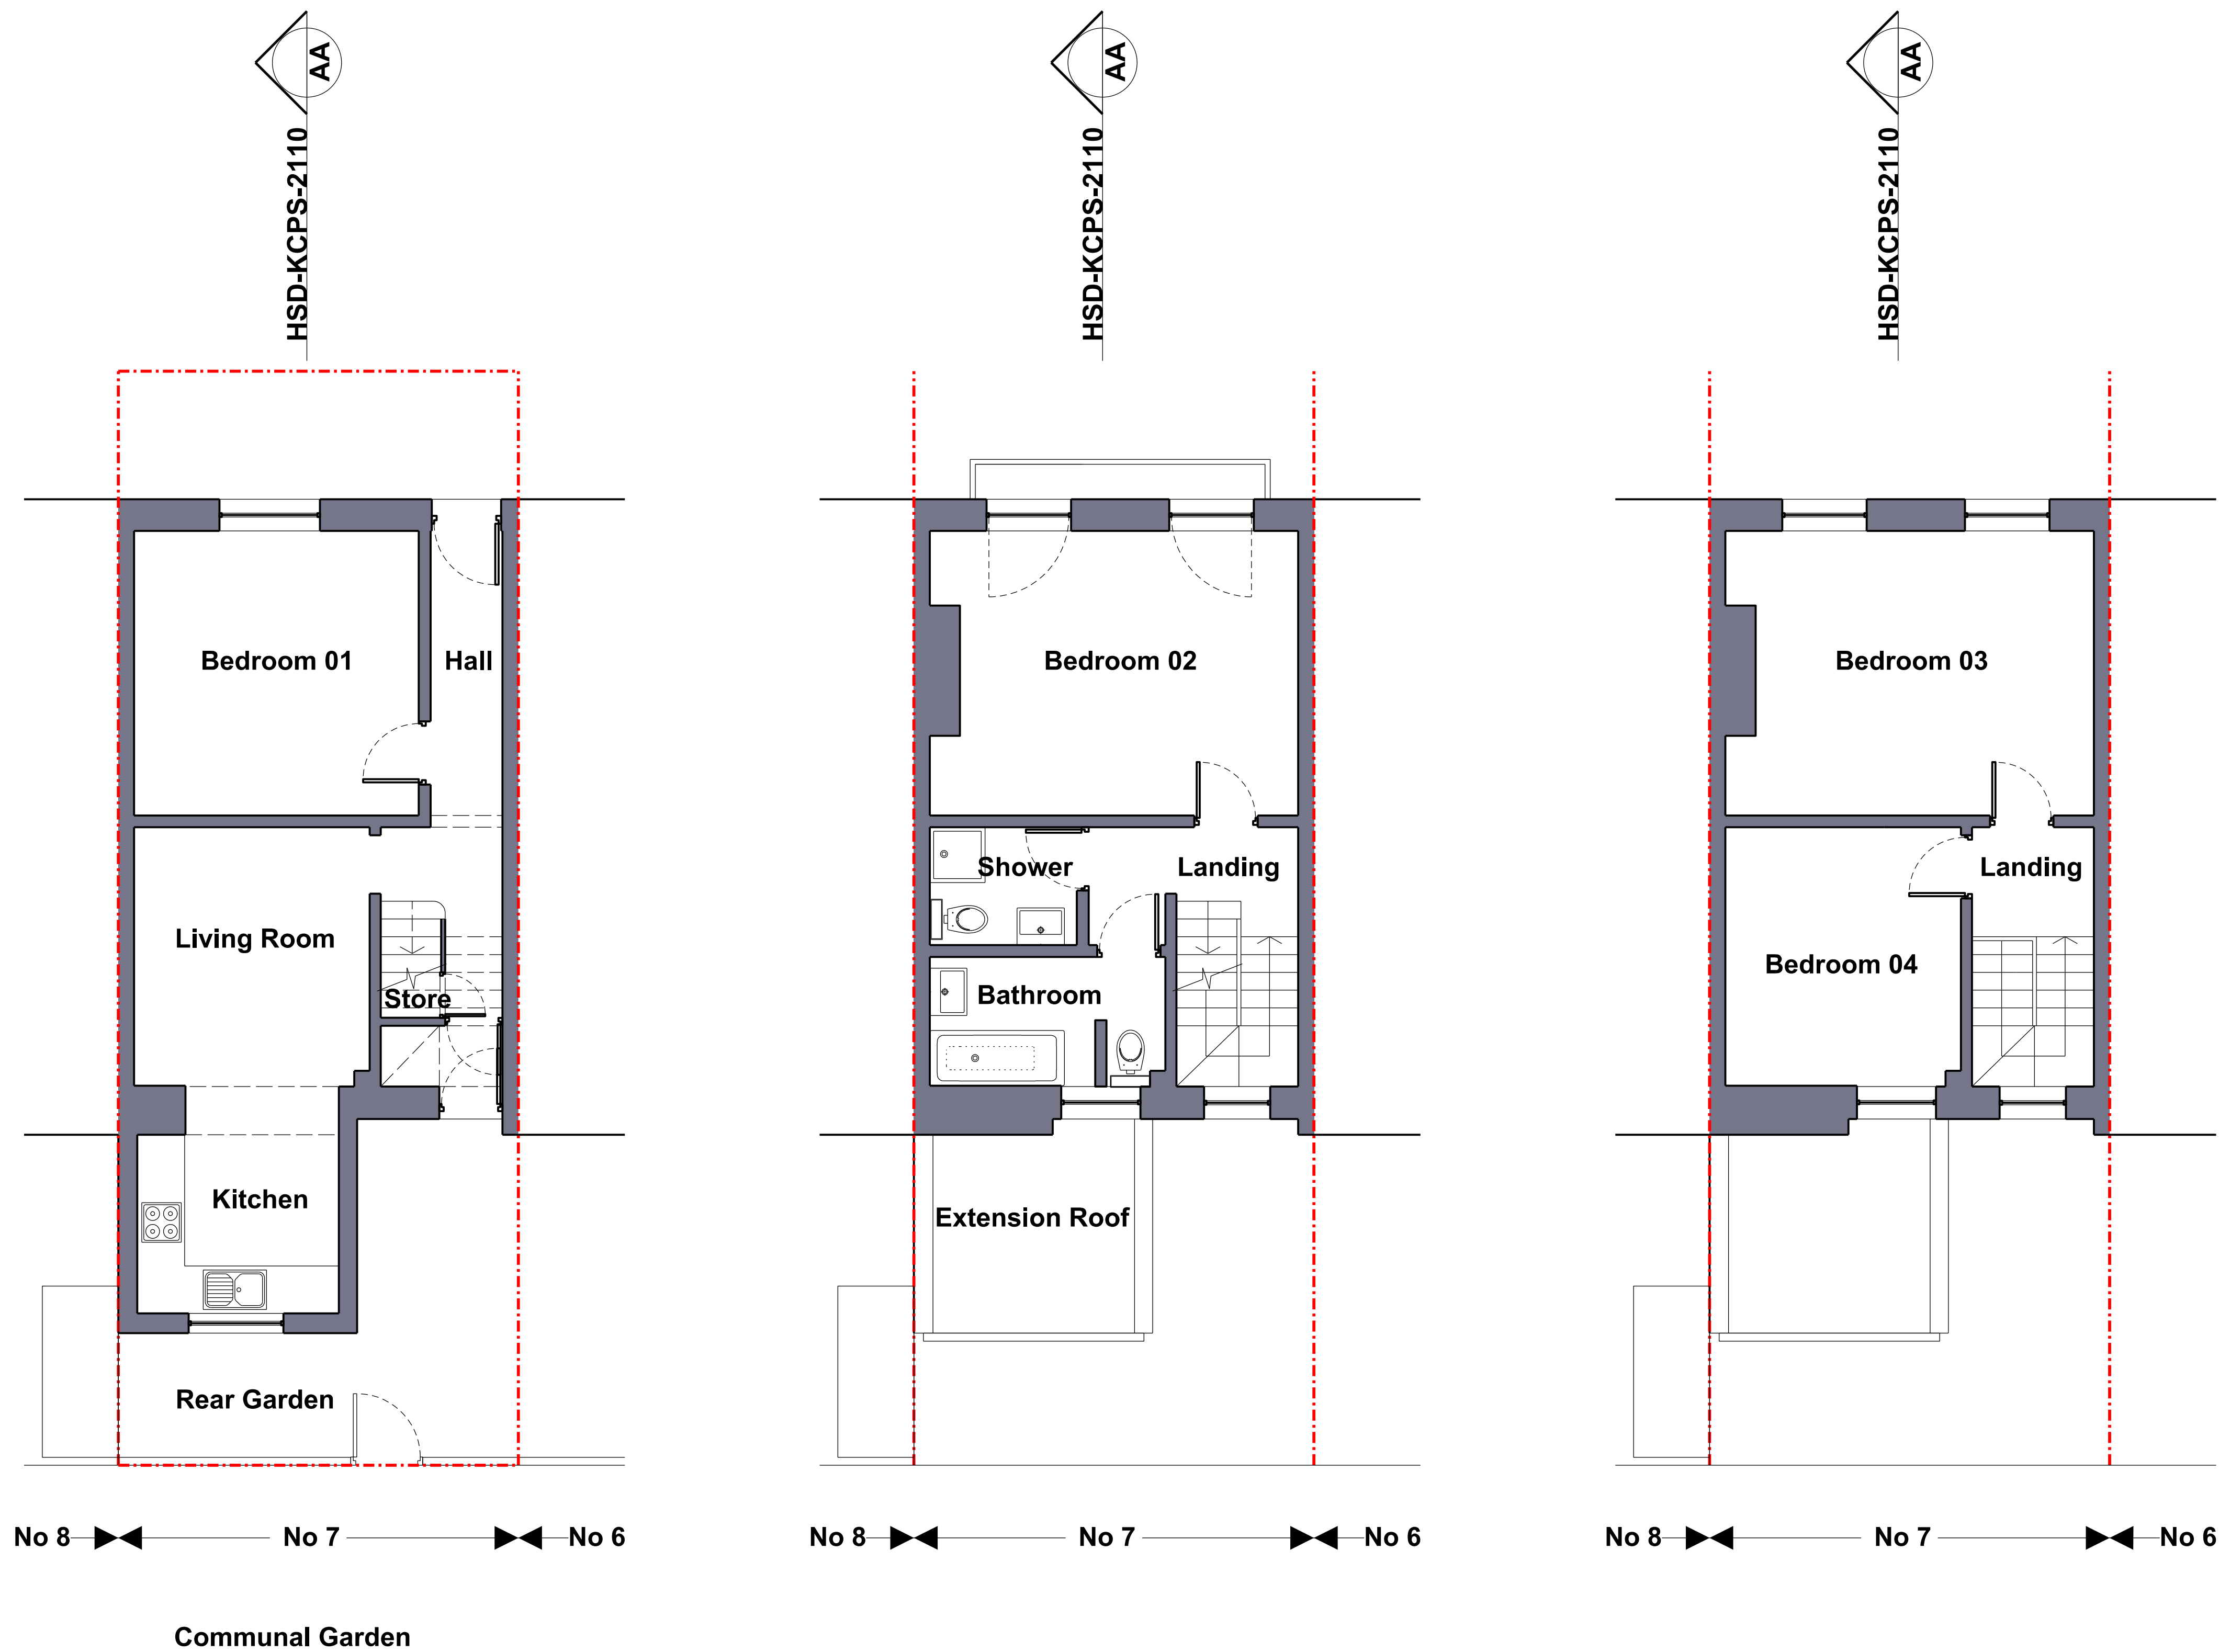 AA
HSD-KCPS-2110
Bedroom 01
Hall
Living Room
Store
Kitchen
Rear Garden
No 8
No 7
No 6
Communal Garden
AA
HSD-KCPS-2110
Bedroom 02
Shower
Landing
Bathroom
Extension Roof
No 8
No 7
No 6
AA
HSD-KCPS-2110
Bedroom 03
Landing
Bedroom 04
No 8
No 7
No 6